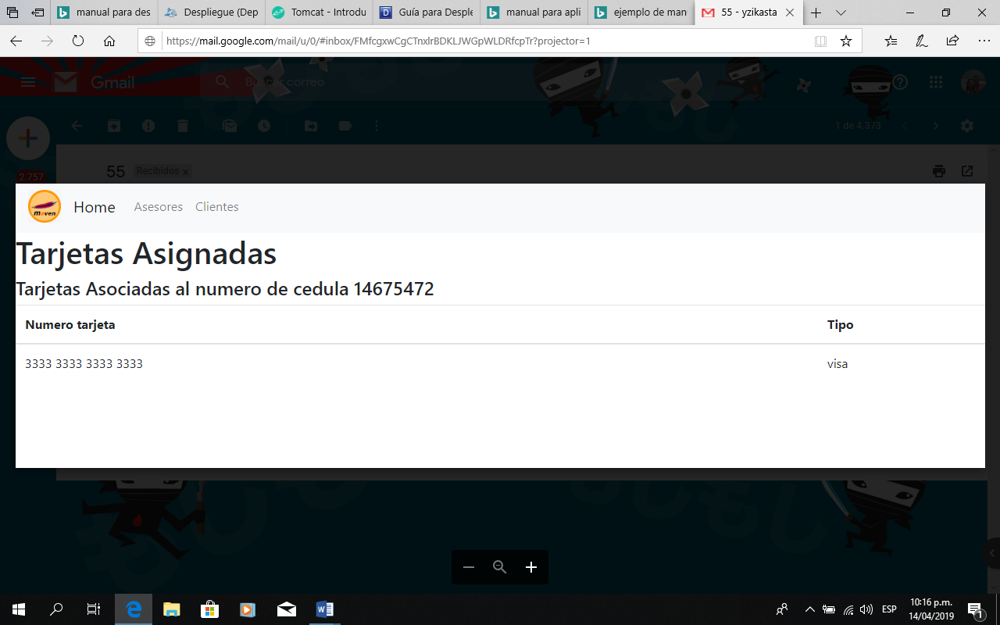 manual para des
Despliegue (Dep
Tomcat - Introdu
Guía para Desple
manual para apli
ejemplo de man
55 - yzikasta
https://mail.google.com/mail/u/0/#inbox/FMfcgxwCgCTnxlrBDKLJWGpWLDRfcpTr?projector=1
Gmail
Buscar correo
1 de 4.373
55 Recibidos x
2.757
maven
Home Asesores Clientes
Tarjetas Asignadas
Tarjetas Asociadas al numero de cedula 14675472
Numero tarjeta Tipo
3333 3333 3333 3333 visa
ESP
10:16 p.m.
14/04/2019
1